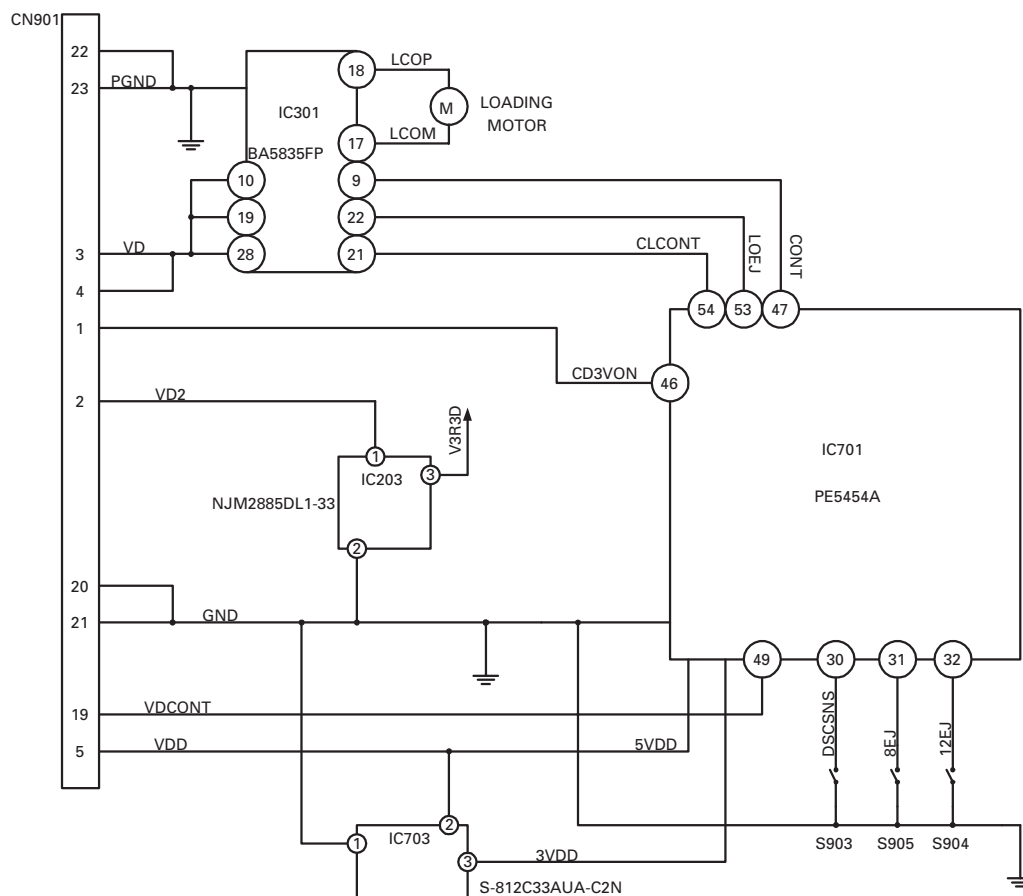 CN901
22
23
PGND
18
LCOP
M
LOADING
MOTOR
IC301
17
LCOM
BA5835FP
10
9
19
22
3
VD
28
21
CLCONT
LOEJ
CONT
4
54
53
47
1
CD3VON
46
2
VD2
V3R3D
1
IC203
3
NJM2885DL1-33
2
IC701
PE5454A
20
21
GND
49
30
31
32
19
VDCONT
5
VDD
5VDD
DSCSNS
8EJ
12EJ
IC703
2
1
3
3VDD
S903
S905
S904
S-812C33AUA-C2N